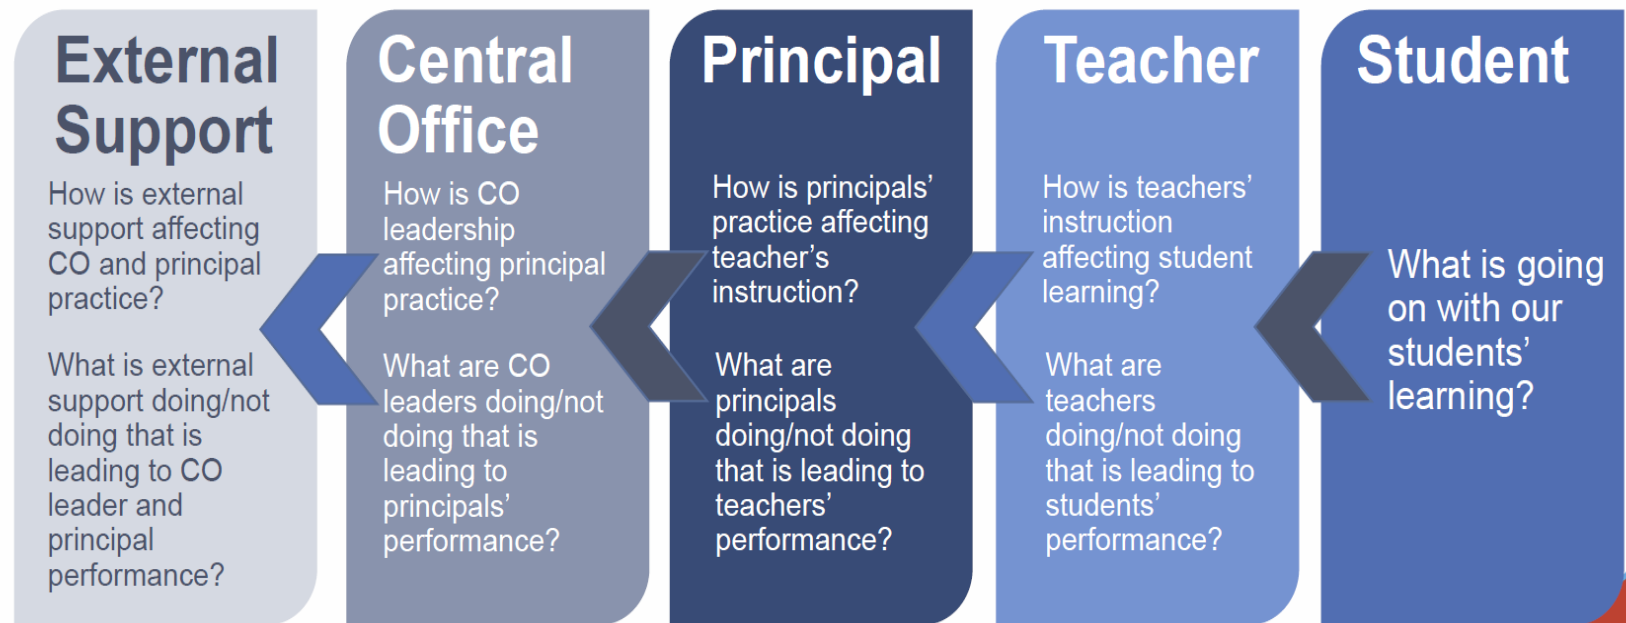 External
Support
How is external
support affecting
CO and principal
practice?
What is external
support doing/not
doing that is
leading to CO
leader and
principal
performance?
Central
Office
How is CO
leadership
affecting principal
practice?
What are CO
leaders doing/not
doing that is
leading to
principals’
performance?
Principal
How is principals’
practice affecting
teacher’s
instruction?
What are
principals
doing/not doing
that is leading to
teachers’
performance?
Teacher
How is teachers’
instruction
affecting student
learning?
What are
teachers
doing/not doing
that is leading to
students’
performance?
Student
What is going
on with our
students’
learning?